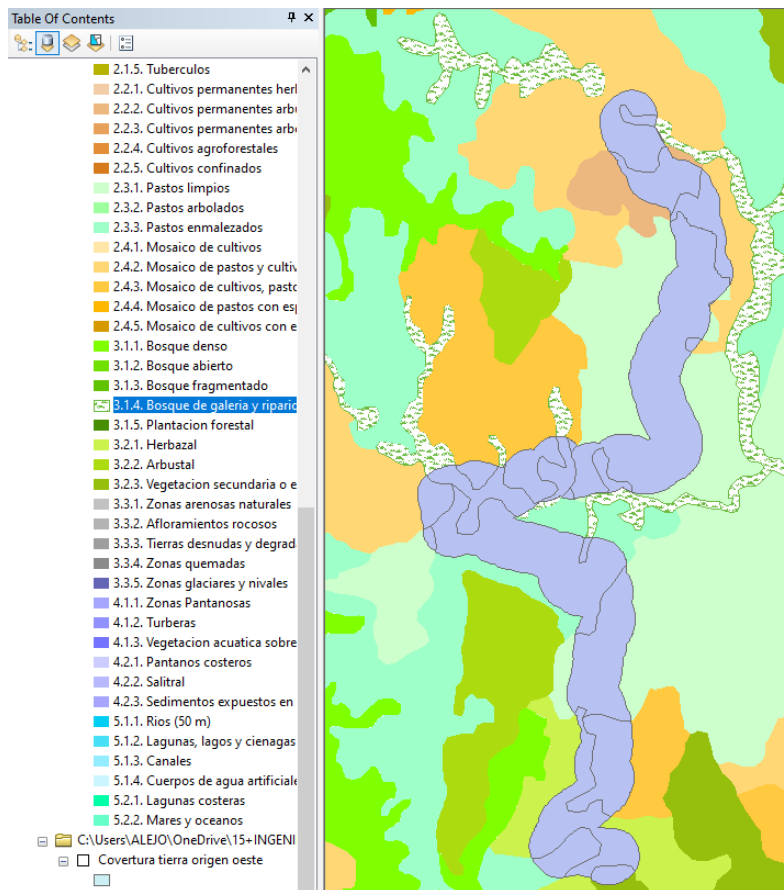 Table Of Contents
2.1.5. Tuberculos
2.2.1. Cultivos permanentes herl
2.2.2. Cultivos permanentes arbu
2.2.3. Cultivos permanentes arbo
2.2.4. Cultivos agroforestales
2.2.5. Cultivos confinados
2.3.1. Pastos limpios
2.3.2. Pastos arbolados
2.3.3. Pastos enmalezados
2.4.1. Mosaico de cultivos
2.4.2. Mosaico de pastos y cultiv
2.4.3. Mosaico de cultivos, pasto
2.4.4. Mosaico de pastos con esp
2.4.5. Mosaico de cultivos con e
3.1.1. Bosque denso
3.1.2. Bosque abierto
3.1.3. Bosque fragmentado
3.1.4. Bosque de galeria y ripario
3.1.5. Plantacion forestal
3.2.1. Herbazal
3.2.2. Arbustal
3.2.3. Vegetacion secundaria o e
3.3.1. Zonas arenosas naturales
3.3.2. Afloramientos rocosos
3.3.3. Tierras desnudas y degrad
3.3.4. Zonas quemadas
3.3.5. Zonas glaciares y nivales
4.1.1. Zonas Pantanosas
4.1.2. Turberas
4.1.3. Vegetacion acuatica sobre
4.2.1. Pantanos costeros
4.2.2. Salitral
4.2.3. Sedimentos expuestos en
5.1.1. Rios (50 m)
5.1.2. Lagunas, lagos y cienagas
5.1.3. Canales
5.1.4. Cuerpos de agua artificiale
5.2.1. Lagunas costeras
5.2.2. Mares y oceanos
C:\Users\ALEJO\OneDrive\15+INGENI
Covertura tierra origen oeste